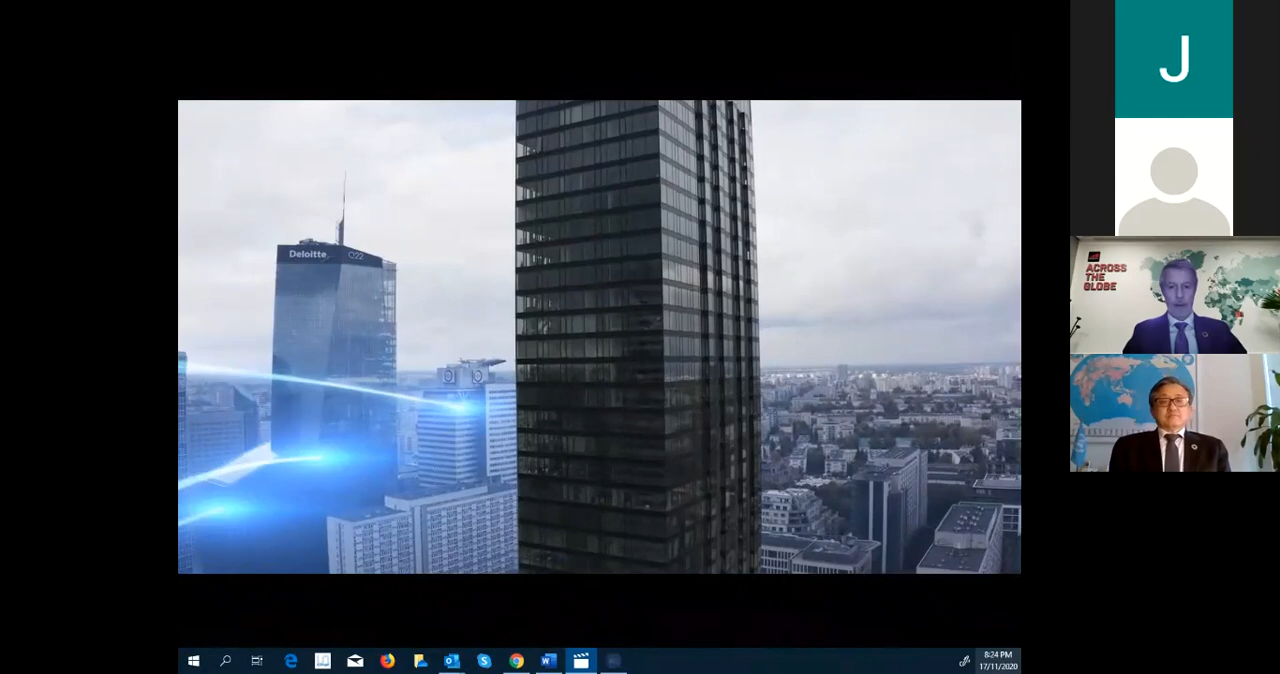 Deloitte Q22
J
ACROSS
THE
GLOBE
8:24 PM
17/11/2020